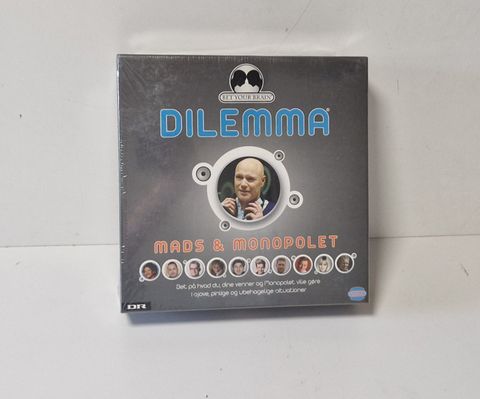 BET YOUR BRAIN
DILEMMA
MADS & MONOPOLET
Bet på hvad du, dine venner og Monopolet ville gøre
i sjove, pinlige og ubehagelige situationer
DR